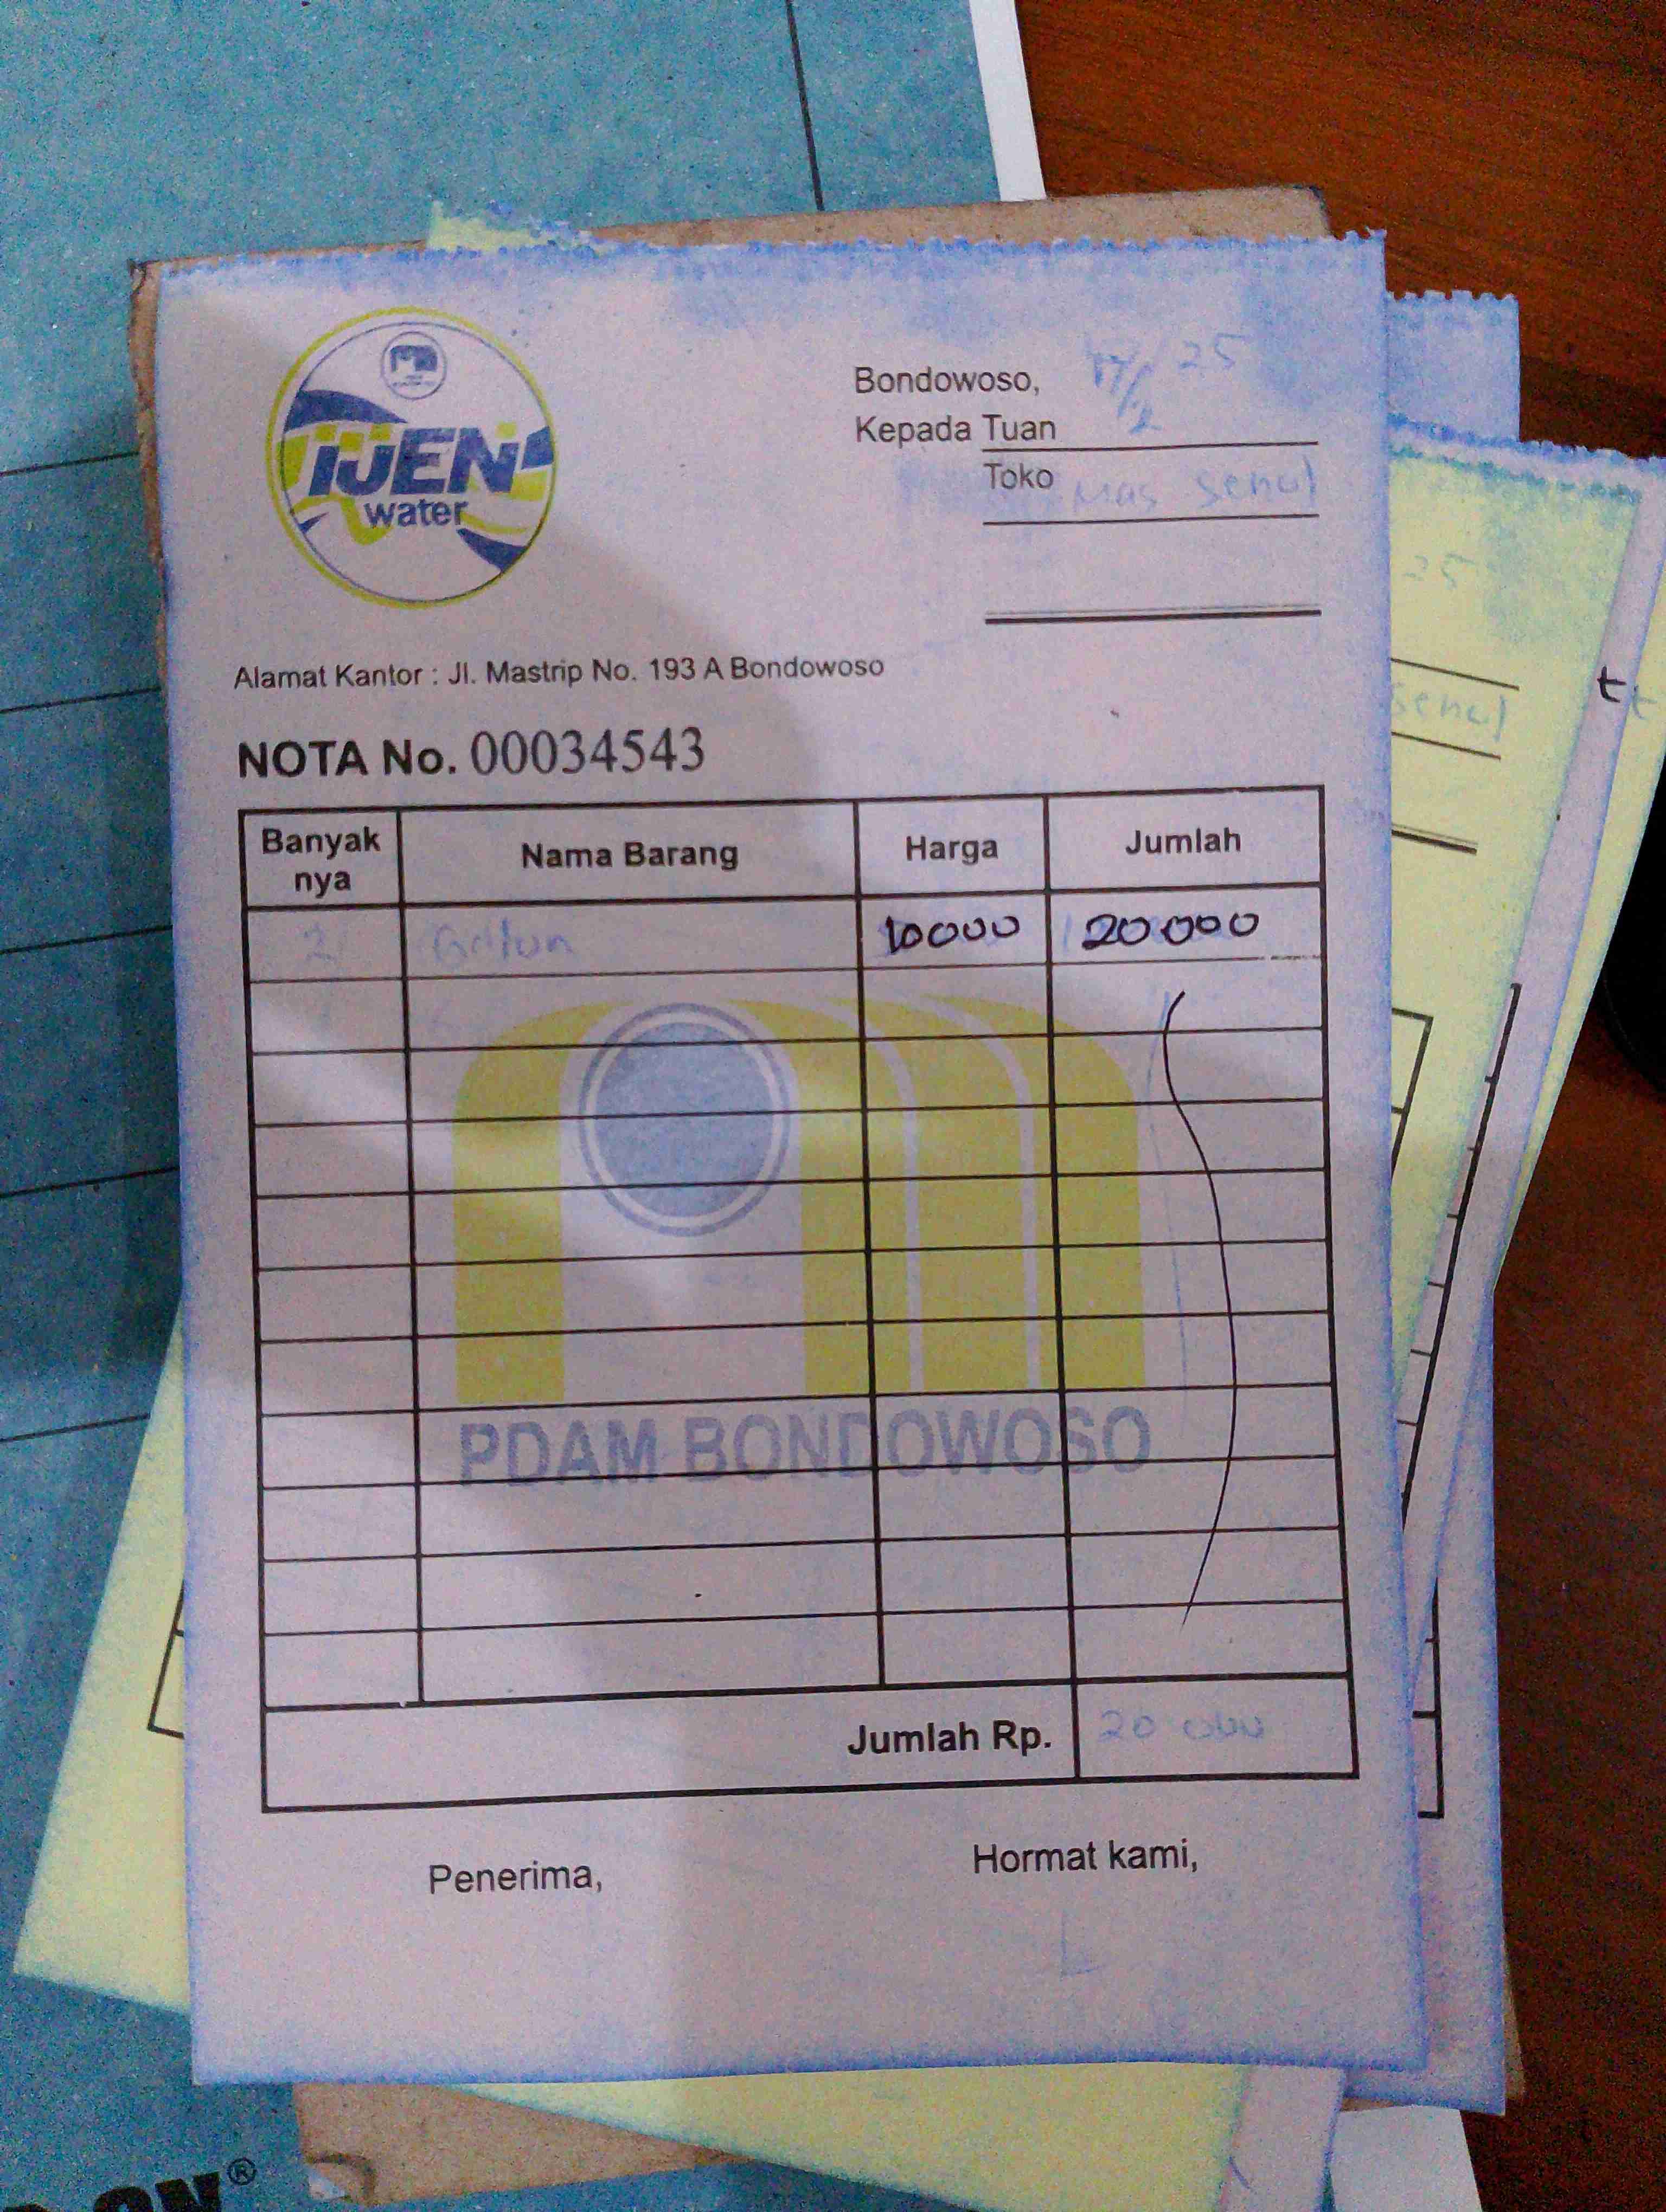 iJEN
water
Bondowoso, 17/2 25
Kepada Tuan
Toko Mas
Alamat Kantor : Jl. Mastrip No. 193 A Bondowoso
NOTA No. 00034543
Banyak nya Nama Barang Harga Jumlah
2 Galon 10000 20000
PDAM BONDOWOSO
Jumlah Rp. 20 000
Penerima, Hormat kami,